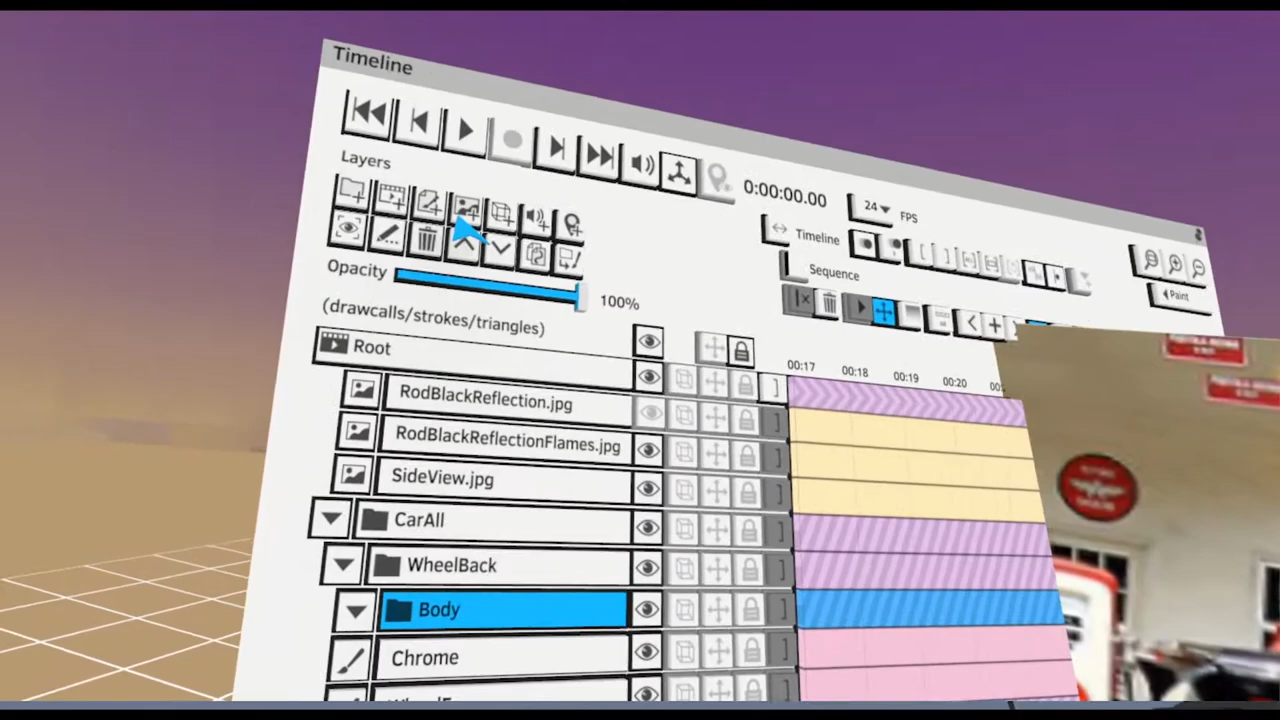 Timeline
0:00:00.00
24 FPS
Layers
Timeline
Sequence
Paint
Opacity 100%
(drawcalls/strokes/triangles)
Root
00:17 00:18 00:19 00:20
RodBlackReflection.jpg
RodBlackReflectionFlames.jpg
SideView.jpg
CarAll
WheelBack
Body
Chrome